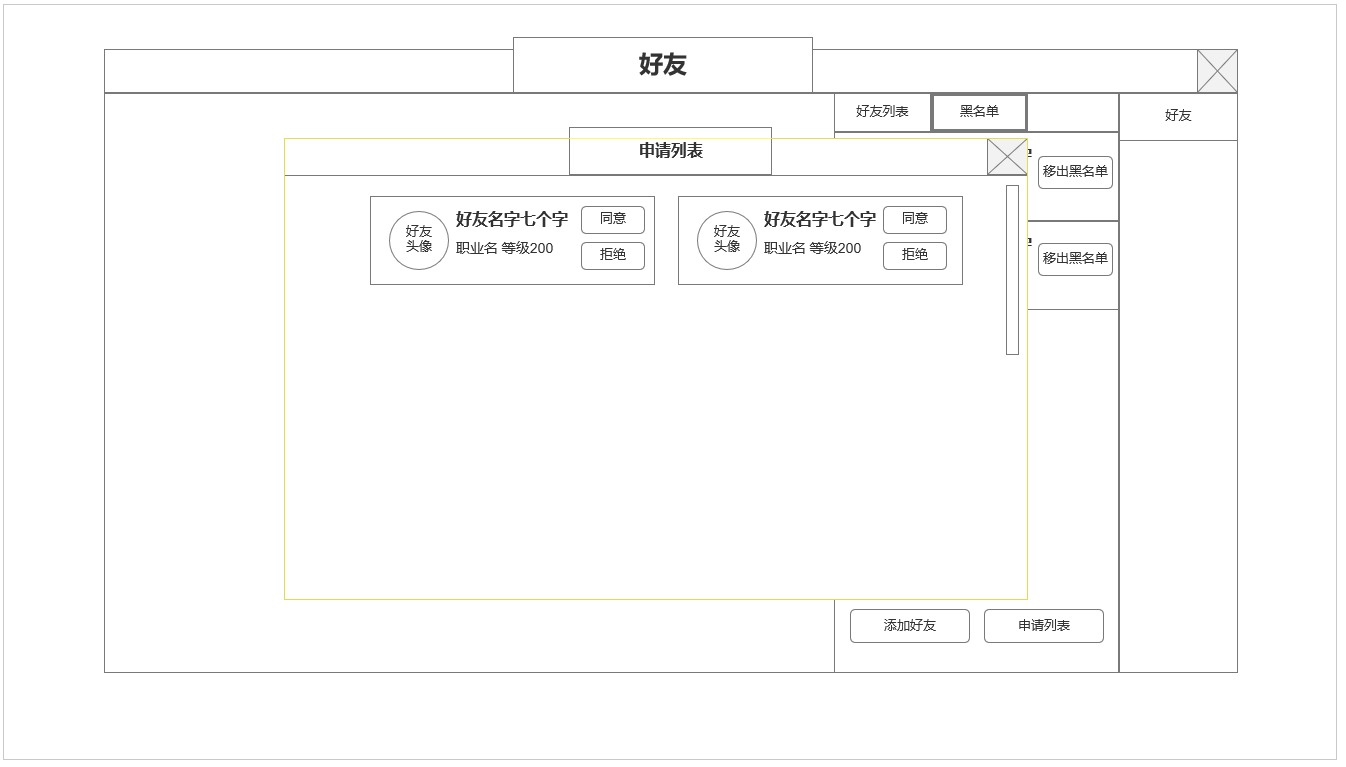 好友
好友列表
黑名单
好友
申请列表
移出黑名单
好友
头像
好友名字七个字
职业名 等级200
同意
拒绝
好友
头像
好友名字七个字
职业名 等级200
同意
拒绝
移出黑名单
添加好友
申请列表